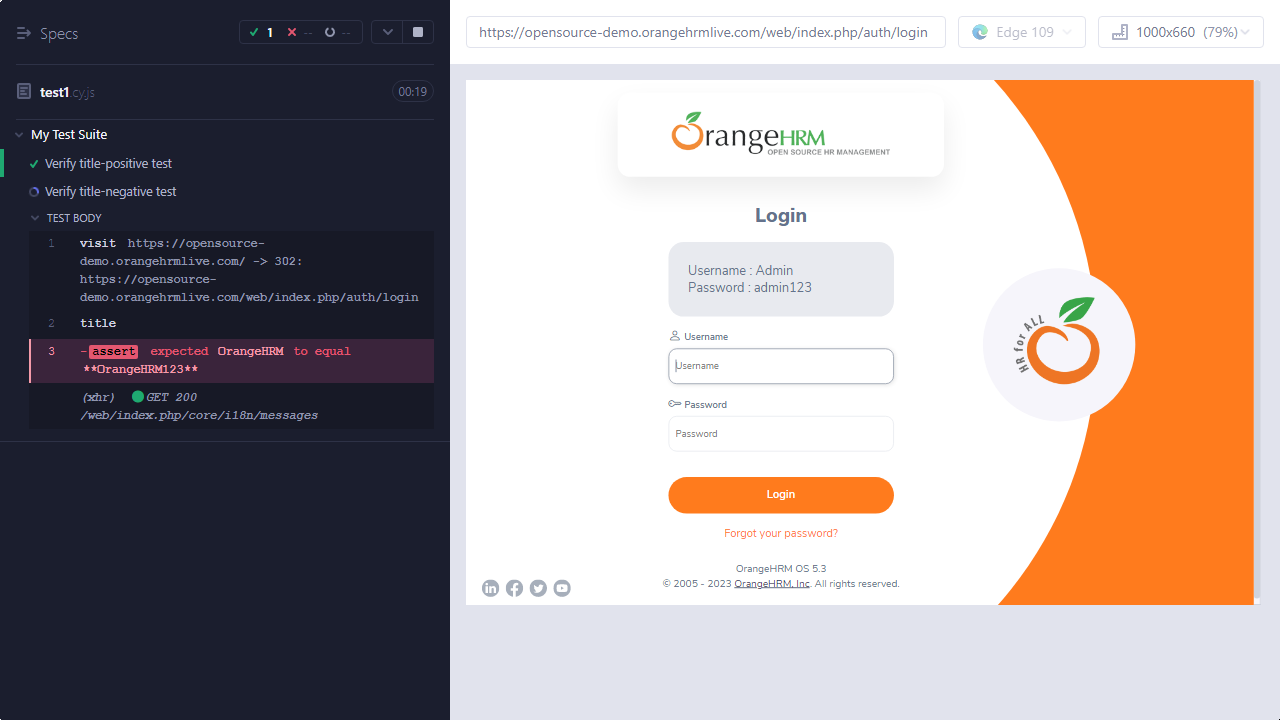 Specs
1 -- --
test1.cy.js
00:19
My Test Suite
Verify title-positive test
Verify title-negative test
TEST BODY
1 visit https://opensource-
demo.orangehrmlive.com/ -> 302:
https://opensource-
demo.orangehrmlive.com/web/index.php/auth/login
2 title
3 -assert expected OrangeHRM to equal
**OrangeHRM123**
(xhr) GET 200
/web/index.php/core/i18n/messages
https://opensource-demo.orangehrmlive.com/web/index.php/auth/login
Edge 109
1000x660 (79%)
OrangeHRM
OPEN SOURCE HR MANAGEMENT
Login
Username : Admin
Password : admin123
Username
Username
Password
Password
Login
Forgot your password?
OrangeHRM OS 5.3
© 2005 - 2023 OrangeHRM, Inc. All rights reserved.
HR for ALL